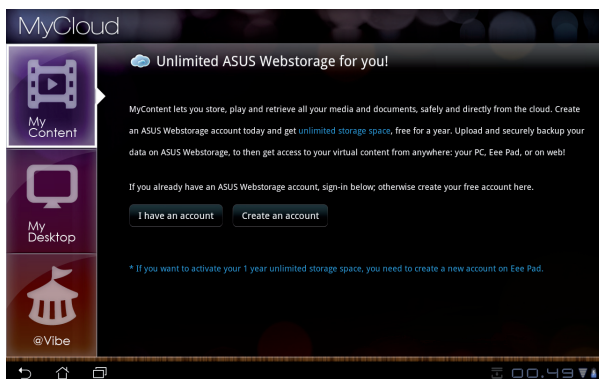 MyCloud
Unlimited ASUS Webstorage for you!
My
Content
MyContent lets you store, play and retrieve all your media and documents, safely and directly from the cloud. Create
an ASUS Webstorage account today and get unlimited storage space, free for a year. Upload and securely backup your
data on ASUS Webstorage, to then get access to your virtual content from anywhere: your PC, Eee Pad, or on web!
If you already have an ASUS Webstorage account, sign-in below; otherwise create your free account here.
I have an account
Create an account
My
Desktop
* If you want to activate your 1 year unlimited storage space, you need to create a new account on Eee Pad.
@Vibe
00.49